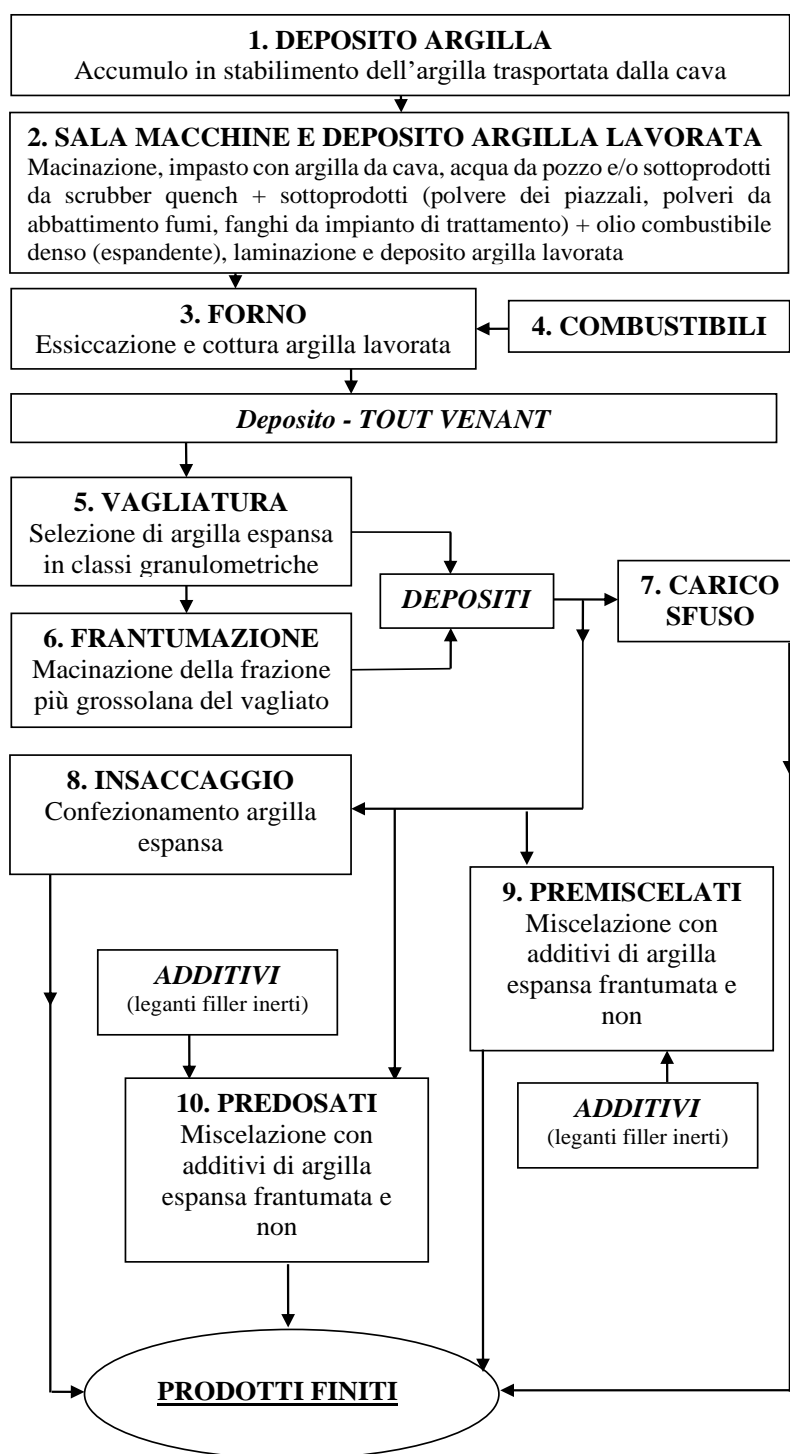 1. DEPOSITO ARGILLA
Accumulo in stabilimento dell’argilla trasportata dalla cava
2. SALA MACCHINE E DEPOSITO ARGILLA LAVORATA
Macinazione, impasto con argilla da cava, acqua da pozzo e/o sottoprodotti
da scrubber quench + sottoprodotti (polvere dei piazzali, polveri da
abbattimento fumi, fanghi da impianto di trattamento) + olio combustibile
denso (espandente), laminazione e deposito argilla lavorata
3. FORNO
Essiccazione e cottura argilla lavorata
4. COMBUSTIBILI
Deposito - TOUT VENANT
5. VAGLIATURA
Selezione di argilla espansa
in classi granulometriche
DEPOSITI
7. CARICO
SFUSO
6. FRANTUMAZIONE
Macinazione della frazione
più grossolana del vagliato
8. INSACCAGGIO
Confezionamento argilla
espansa
9. PREMISCELATI
Miscelazione con
additivi di argilla
espansa frantumata e
non
ADDITIVI
(leganti filler inerti)
10. PREDOSATI
Miscelazione con
additivi di argilla
espansa frantumata e
non
ADDITIVI
(leganti filler inerti)
PRODOTTI FINITI